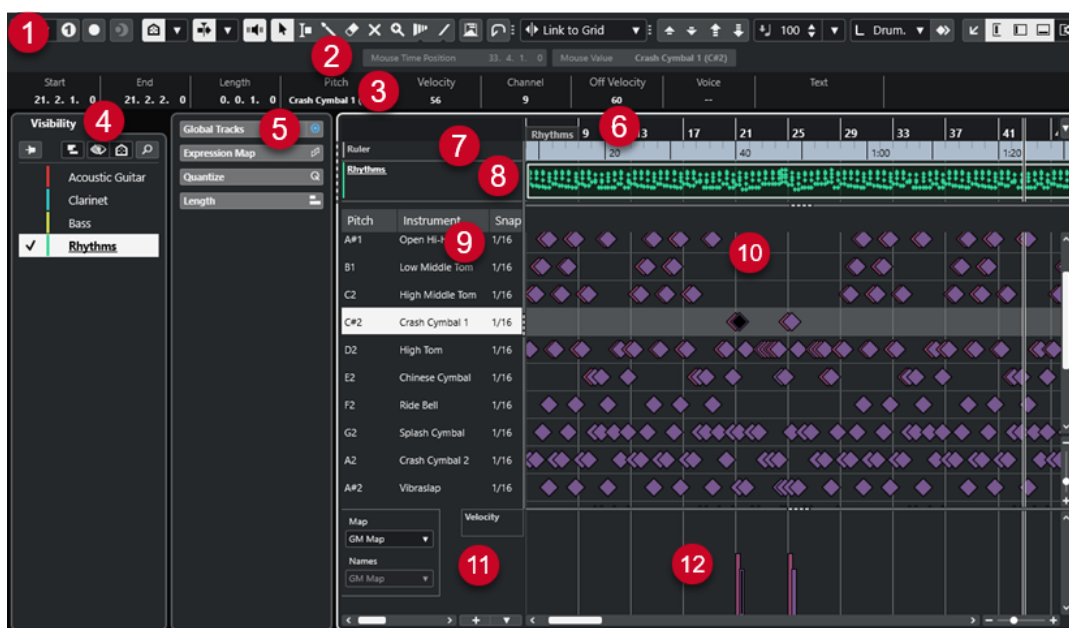 1
Link to Grid
100
L Drum.
2
Mouse Time Position 33. 4. 1. 0 Mouse Value Crash Cymbal 1 (C#2)
Start End Length Pitch Velocity Channel Off Velocity Voice Text
21. 2. 1. 0 21. 2. 2. 0 0. 0. 1. 0 Crash Cymbal 1 ( 3 56 9 60 --
Visibility 4
Global Tracks 5
Expression Map
Quantize Q
Length
Acoustic Guitar
Clarinet
Bass
Rhythms
6
Rhythms 9 13 17 21 25 29 33 37 41
Ruler 7 20 40 1:00 1:20
Rhythms 8
Pitch Instrument Snap
9
A#1 Open Hi-H 1/16
10
B1 Low Middle Tom 1/16
C2 High Middle Tom 1/16
C#2 Crash Cymbal 1 1/16
D2 High Tom 1/16
E2 Chinese Cymbal 1/16
F2 Ride Bell 1/16
G2 Splash Cymbal 1/16
A2 Crash Cymbal 2 1/16
A#2 Vibraslap 1/16
Map Velocity
GM Map
Names
GM Map
11
12